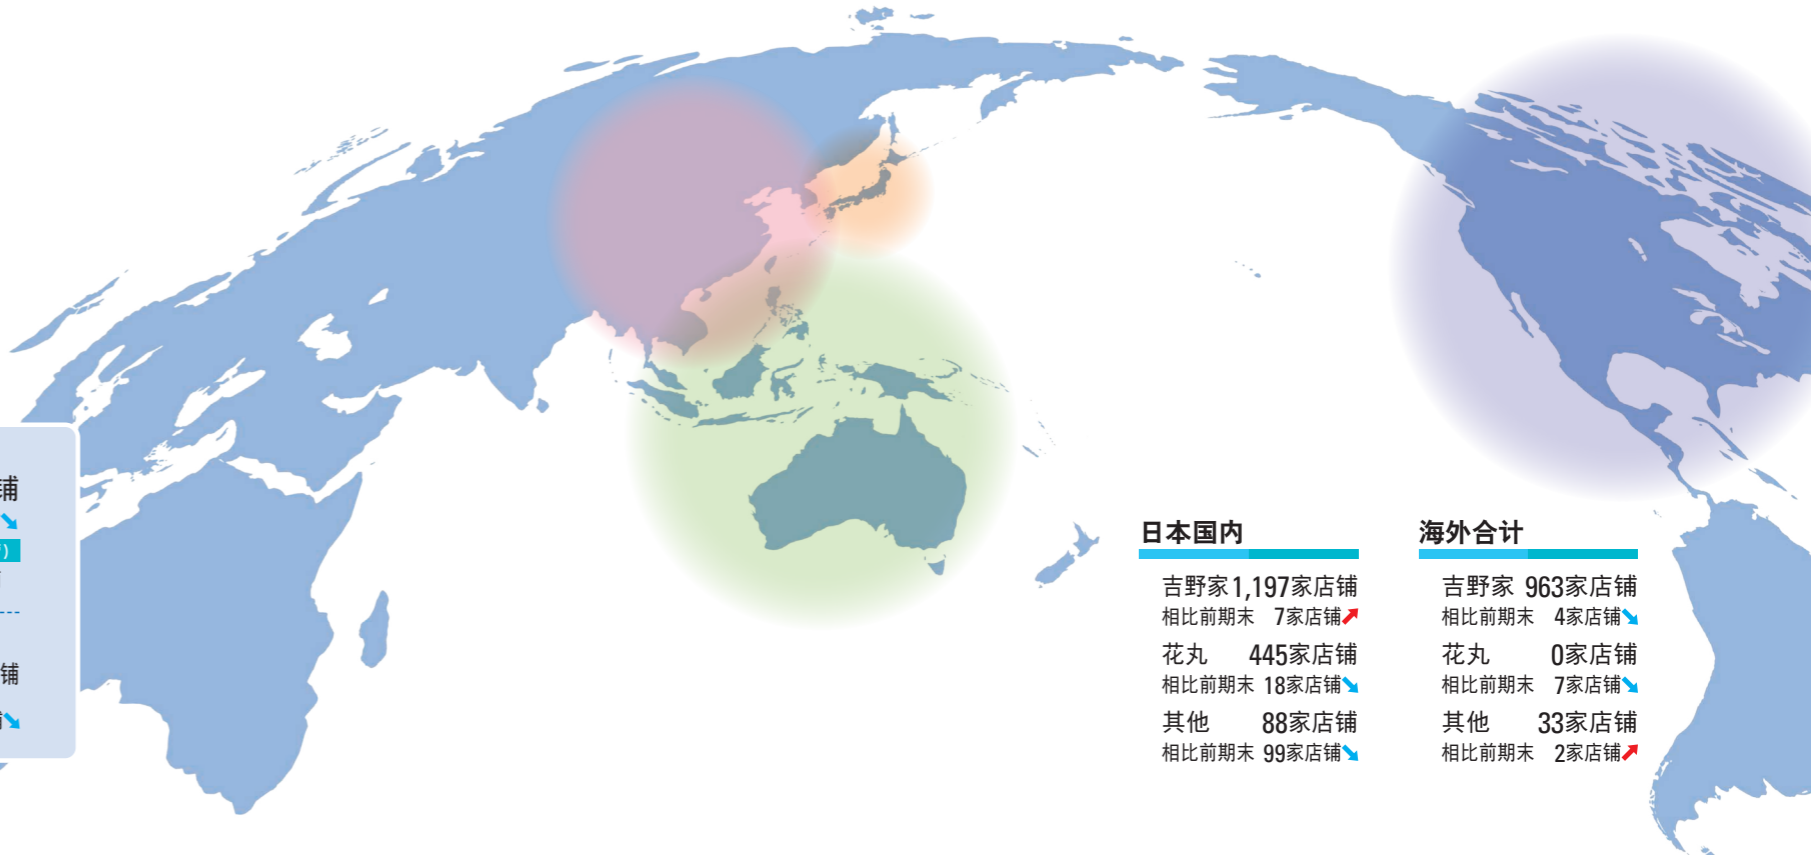 铺
)
铺
日本国内
吉野家1,197家店铺
相比前期末 7家店铺
花丸 445家店铺
相比前期末 18家店铺
其他 88家店铺
相比前期末 99家店铺
海外合计
吉野家 963家店铺
相比前期末 4家店铺
花丸 0家店铺
相比前期末 7家店铺
其他 33家店铺
相比前期末 2家店铺